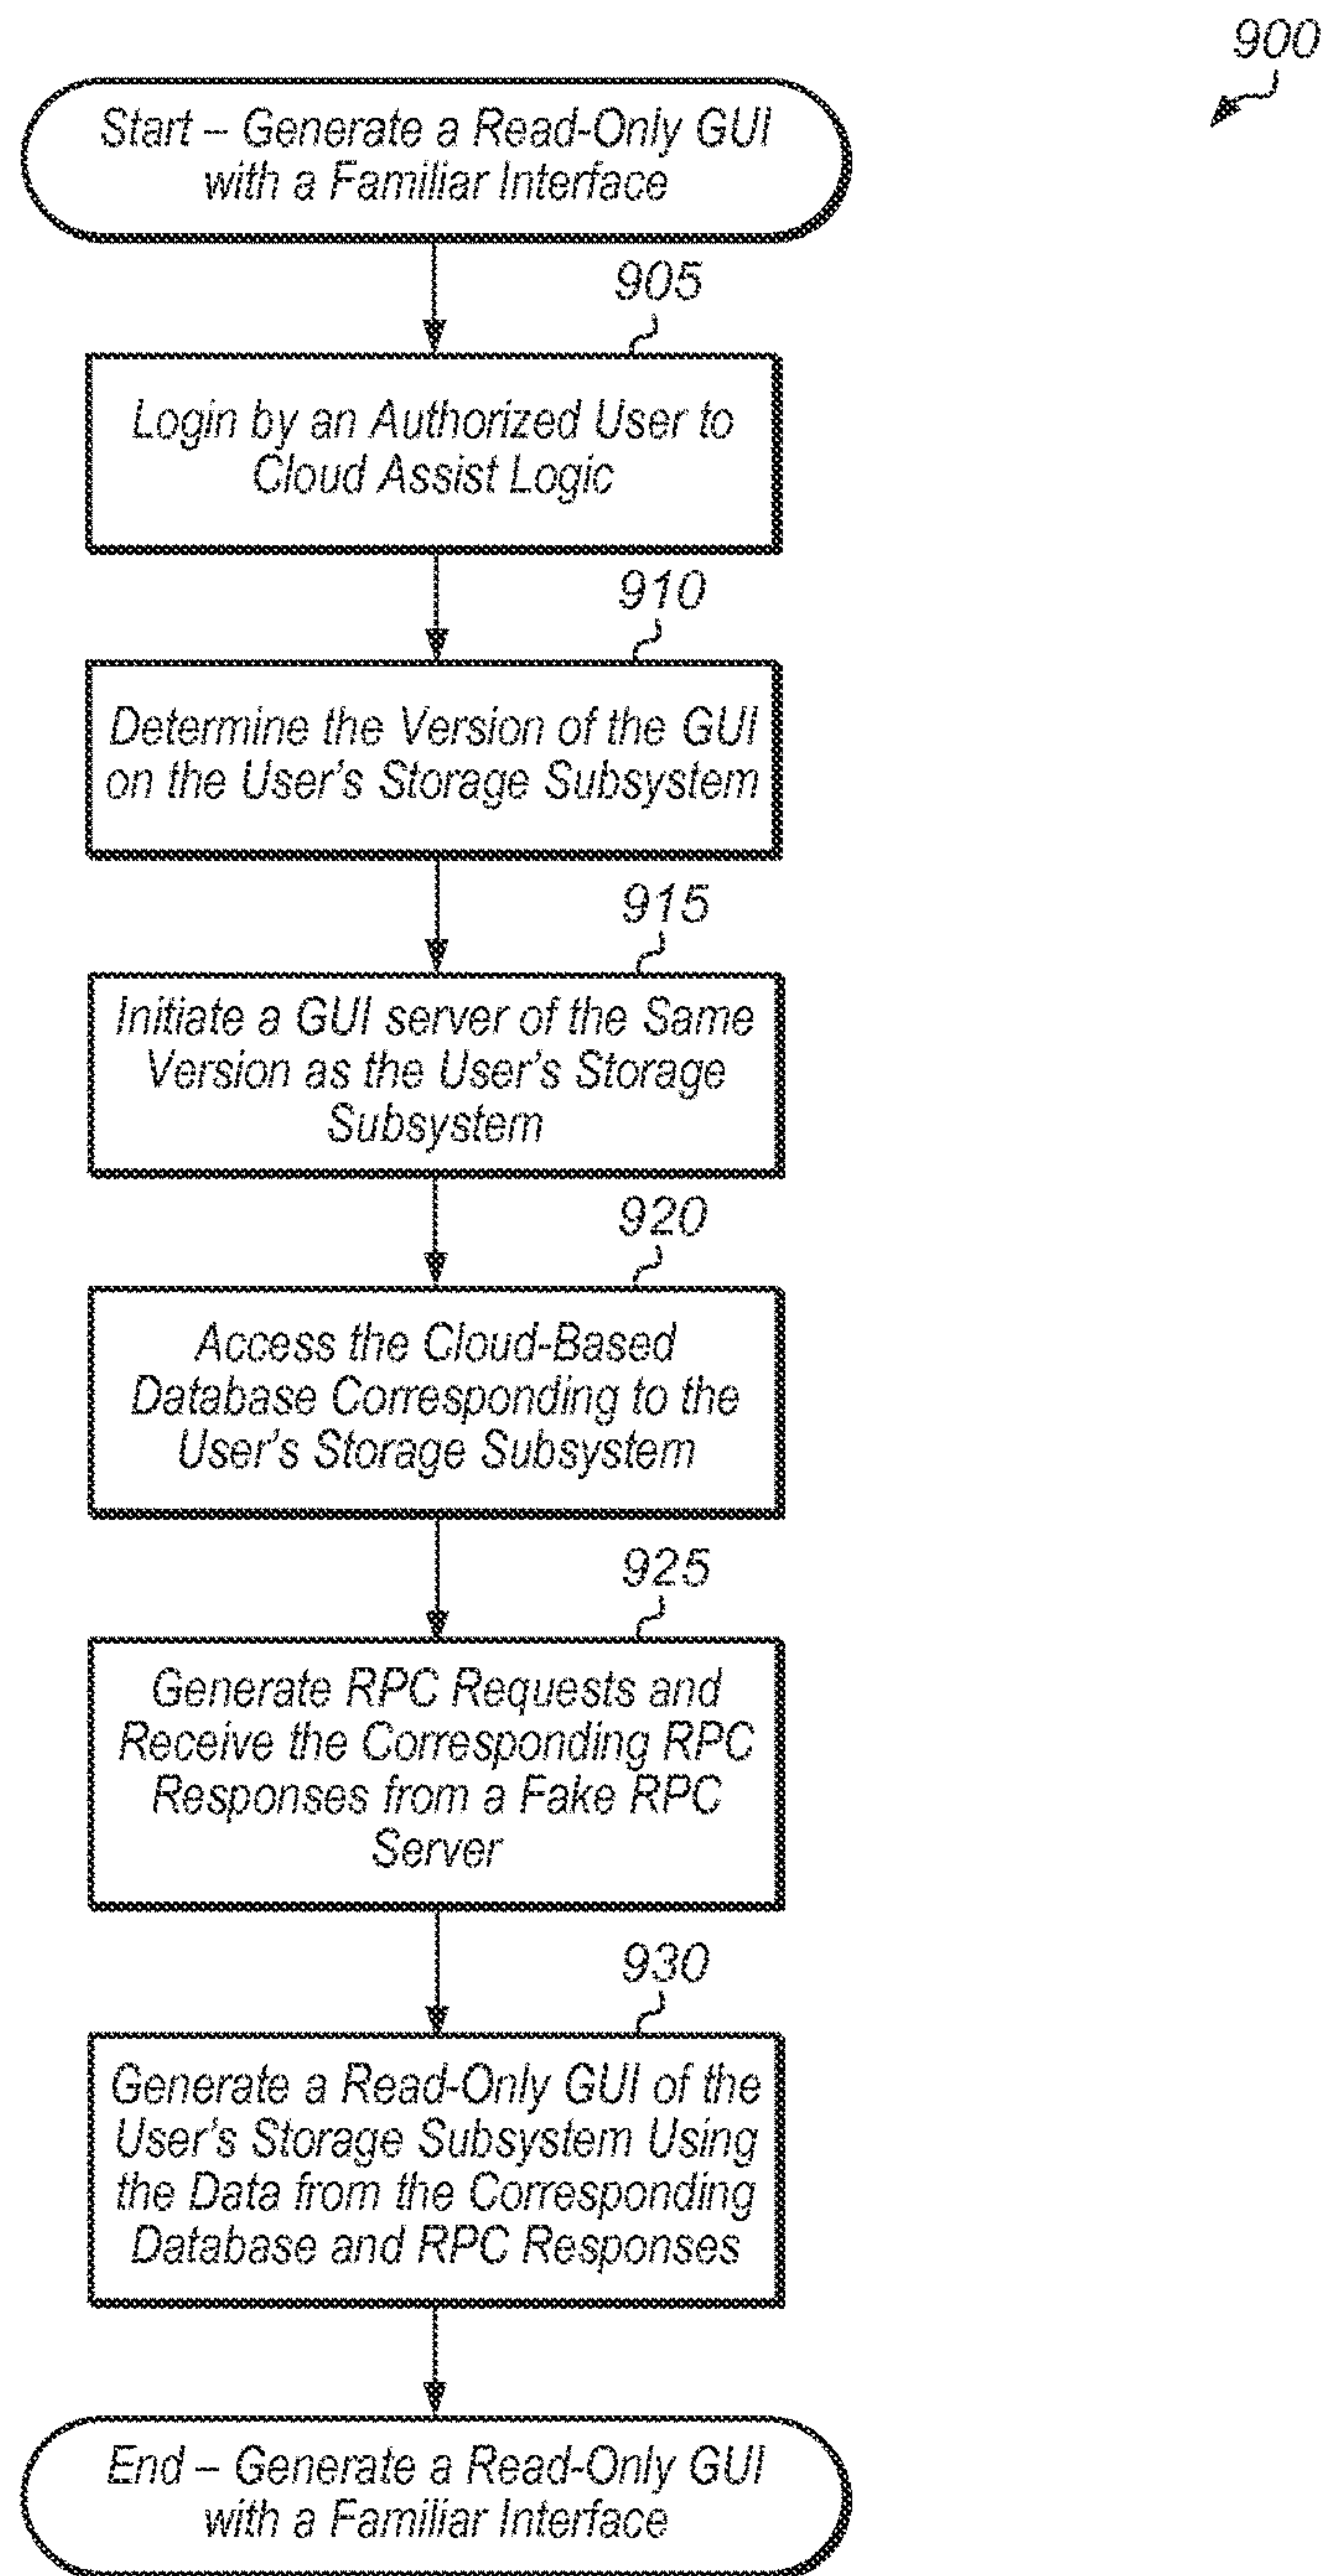 900
Start – Generate a Read-Only GUI
with a Familiar Interface
905
Login by an Authorized User to
Cloud Assist Logic
910
Determine the Version of the GUI
on the User's Storage Subsystem
915
Initiate a GUI server of the Same
Version as the User's Storage
Subsystem
920
Access the Cloud-Based
Database Corresponding to the
User's Storage Subsystem
925
Generate RPC Requests and
Receive the Corresponding RPC
Responses from a Fake RPC
Server
930
Generate a Read-Only GUI of the
User's Storage Subsystem Using
the Data from the Corresponding
Database and RPC Responses
End – Generate a Read-Only GUI
with a Familiar Interface